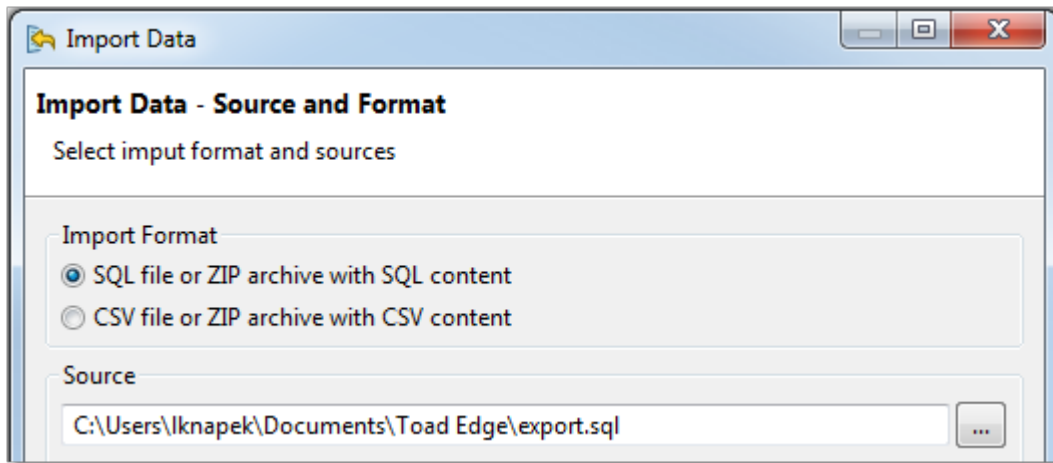 Import Data
Import Data - Source and Format
Select imput format and sources
Import Format
SQL file or ZIP archive with SQL content
CSV file or ZIP archive with CSV content
Source
C:\Users\lknapek\Documents\Toad Edge\export.sql
...